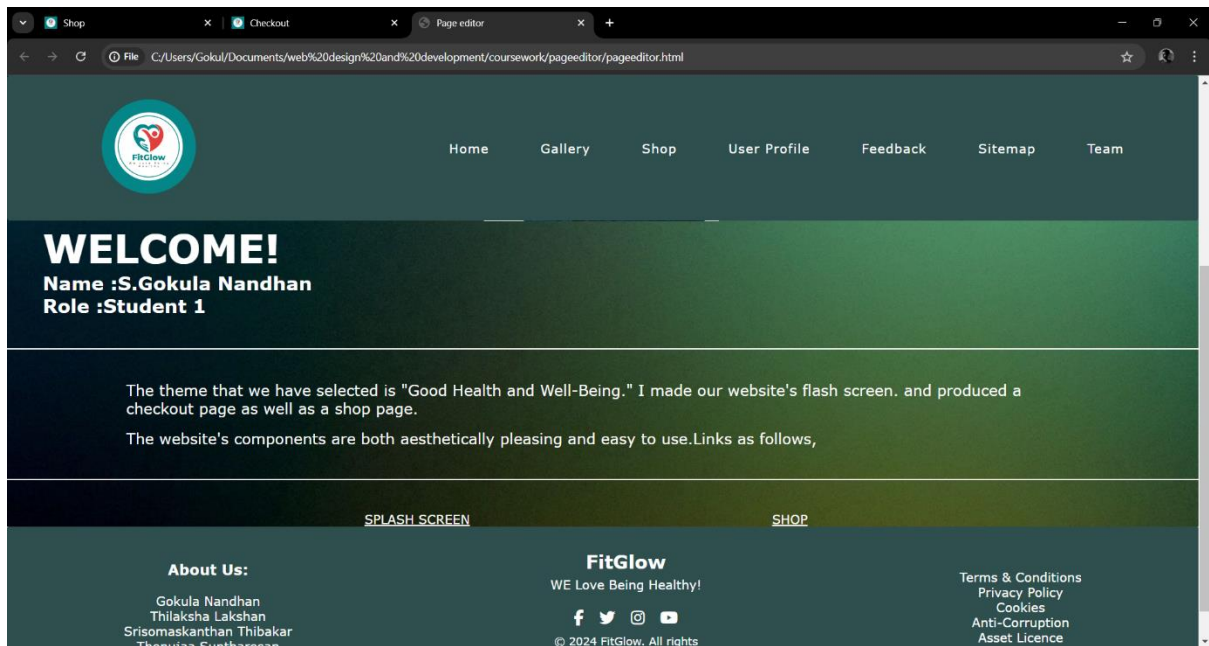 Shop
Checkout
Page editor
File C:/Users/Gokul/Documents/web%20design%20and%20development/coursework/pageeditor/pageeditor.html
FitGlow
Home Gallery Shop User Profile Feedback Sitemap Team
WELCOME!
Name :S.Gokula Nandhan
Role :Student 1
The theme that we have selected is "Good Health and Well-Being." I made our website's flash screen. and produced a
checkout page as well as a shop page.
The website's components are both aesthetically pleasing and easy to use.Links as follows,
SPLASH SCREEN SHOP
About Us:
Gokula Nandhan
Thilaksha Lakshan
Srisomaskanthan Thibakar
FitGlow
WE Love Being Healthy!
© 2024 FitGlow. All rights
Terms & Conditions
Privacy Policy
Cookies
Anti-Corruption
Asset Licence